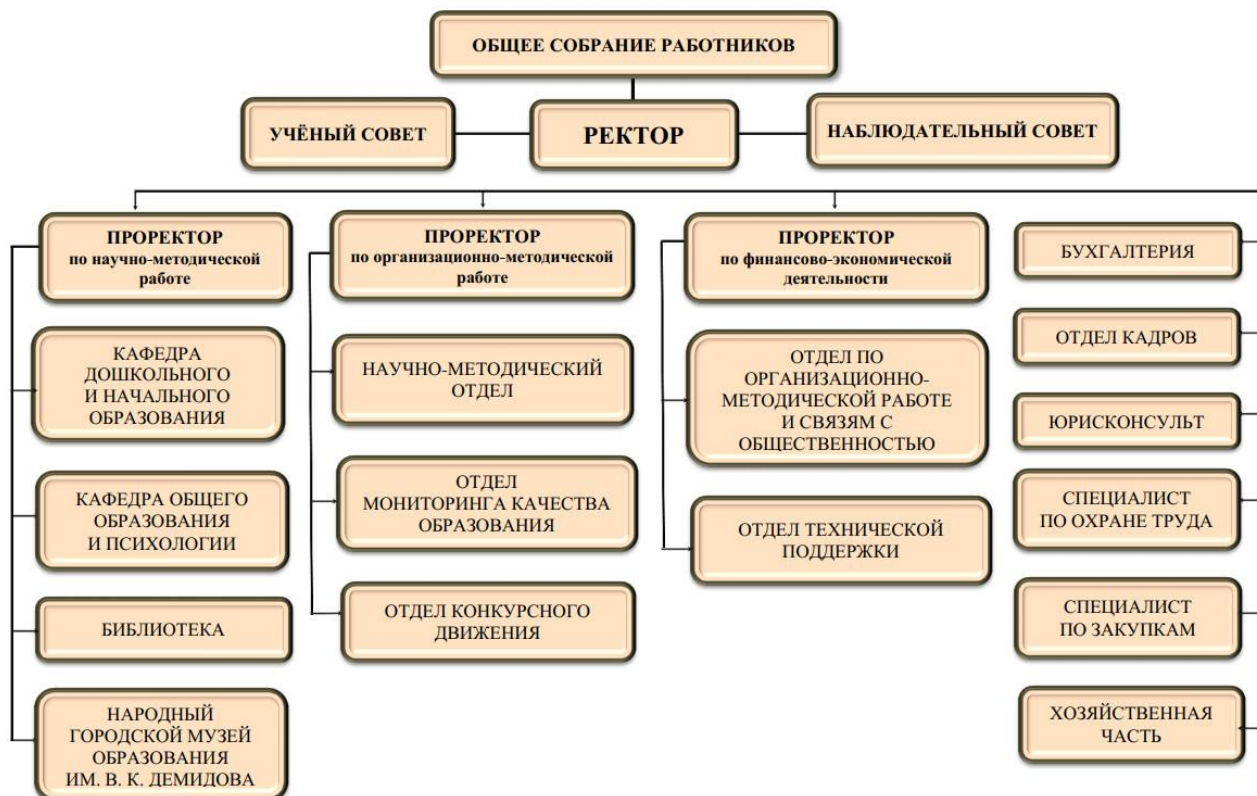 ОБЩЕЕ СОБРАНИЕ РАБОТНИКОВ
УЧЁНЫЙ СОВЕТ
РЕКТОР
НАБЛЮДАТЕЛЬНЫЙ СОВЕТ
ПРОРЕКТОР
по научно-методической
работе
КАФЕДРА
ДОШКОЛЬНОГО
И НАЧАЛЬНОГО
ОБРАЗОВАНИЯ
КАФЕДРА ОБЩЕГО
ОБРАЗОВАНИЯ
И ПСИХОЛОГИИ
БИБЛИОТЕКА
НАРОДНЫЙ
ГОРОДСКОЙ МУЗЕЙ
ОБРАЗОВАНИЯ
ИМ. В. К. ДЕМИДОВА
ПРОРЕКТОР
по организационно-методической
работе
НАУЧНО-МЕТОДИЧЕСКИЙ
ОТДЕЛ
ОТДЕЛ
МОНИТОРИНГА КАЧЕСТВА
ОБРАЗОВАНИЯ
ОТДЕЛ КОНКУРСНОГО
ДВИЖЕНИЯ
ПРОРЕКТОР
по финансово-экономической
деятельности
ОТДЕЛ ПО
ОРГАНИЗАЦИОННО-
МЕТОДИЧЕСКОЙ РАБОТЕ
И СВЯЗЯМ С
ОБЩЕСТВЕННОСТЬЮ
ОТДЕЛ ТЕХНИЧЕСКОЙ
ПОДДЕРЖКИ
БУХГАЛТЕРИЯ
ОТДЕЛ КАДРОВ
ЮРИСКОНСУЛЬТ
СПЕЦИАЛИСТ
ПО ОХРАНЕ ТРУДА
СПЕЦИАЛИСТ
ПО ЗАКУПКАМ
ХОЗЯЙСТВЕННАЯ
ЧАСТЬ